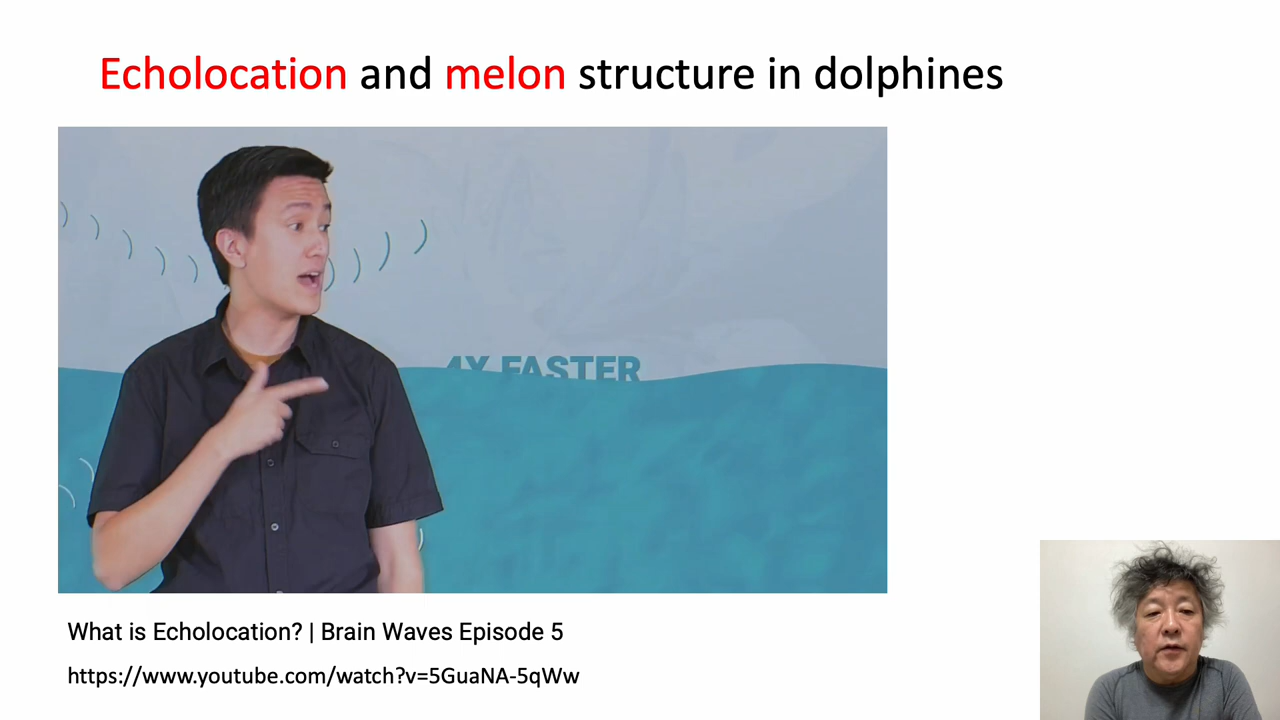 Echolocation and melon structure in dolphines
4X FASTER
What is Echolocation? | Brain Waves Episode 5
https://www.youtube.com/watch?v=5GuaNA-5qWw